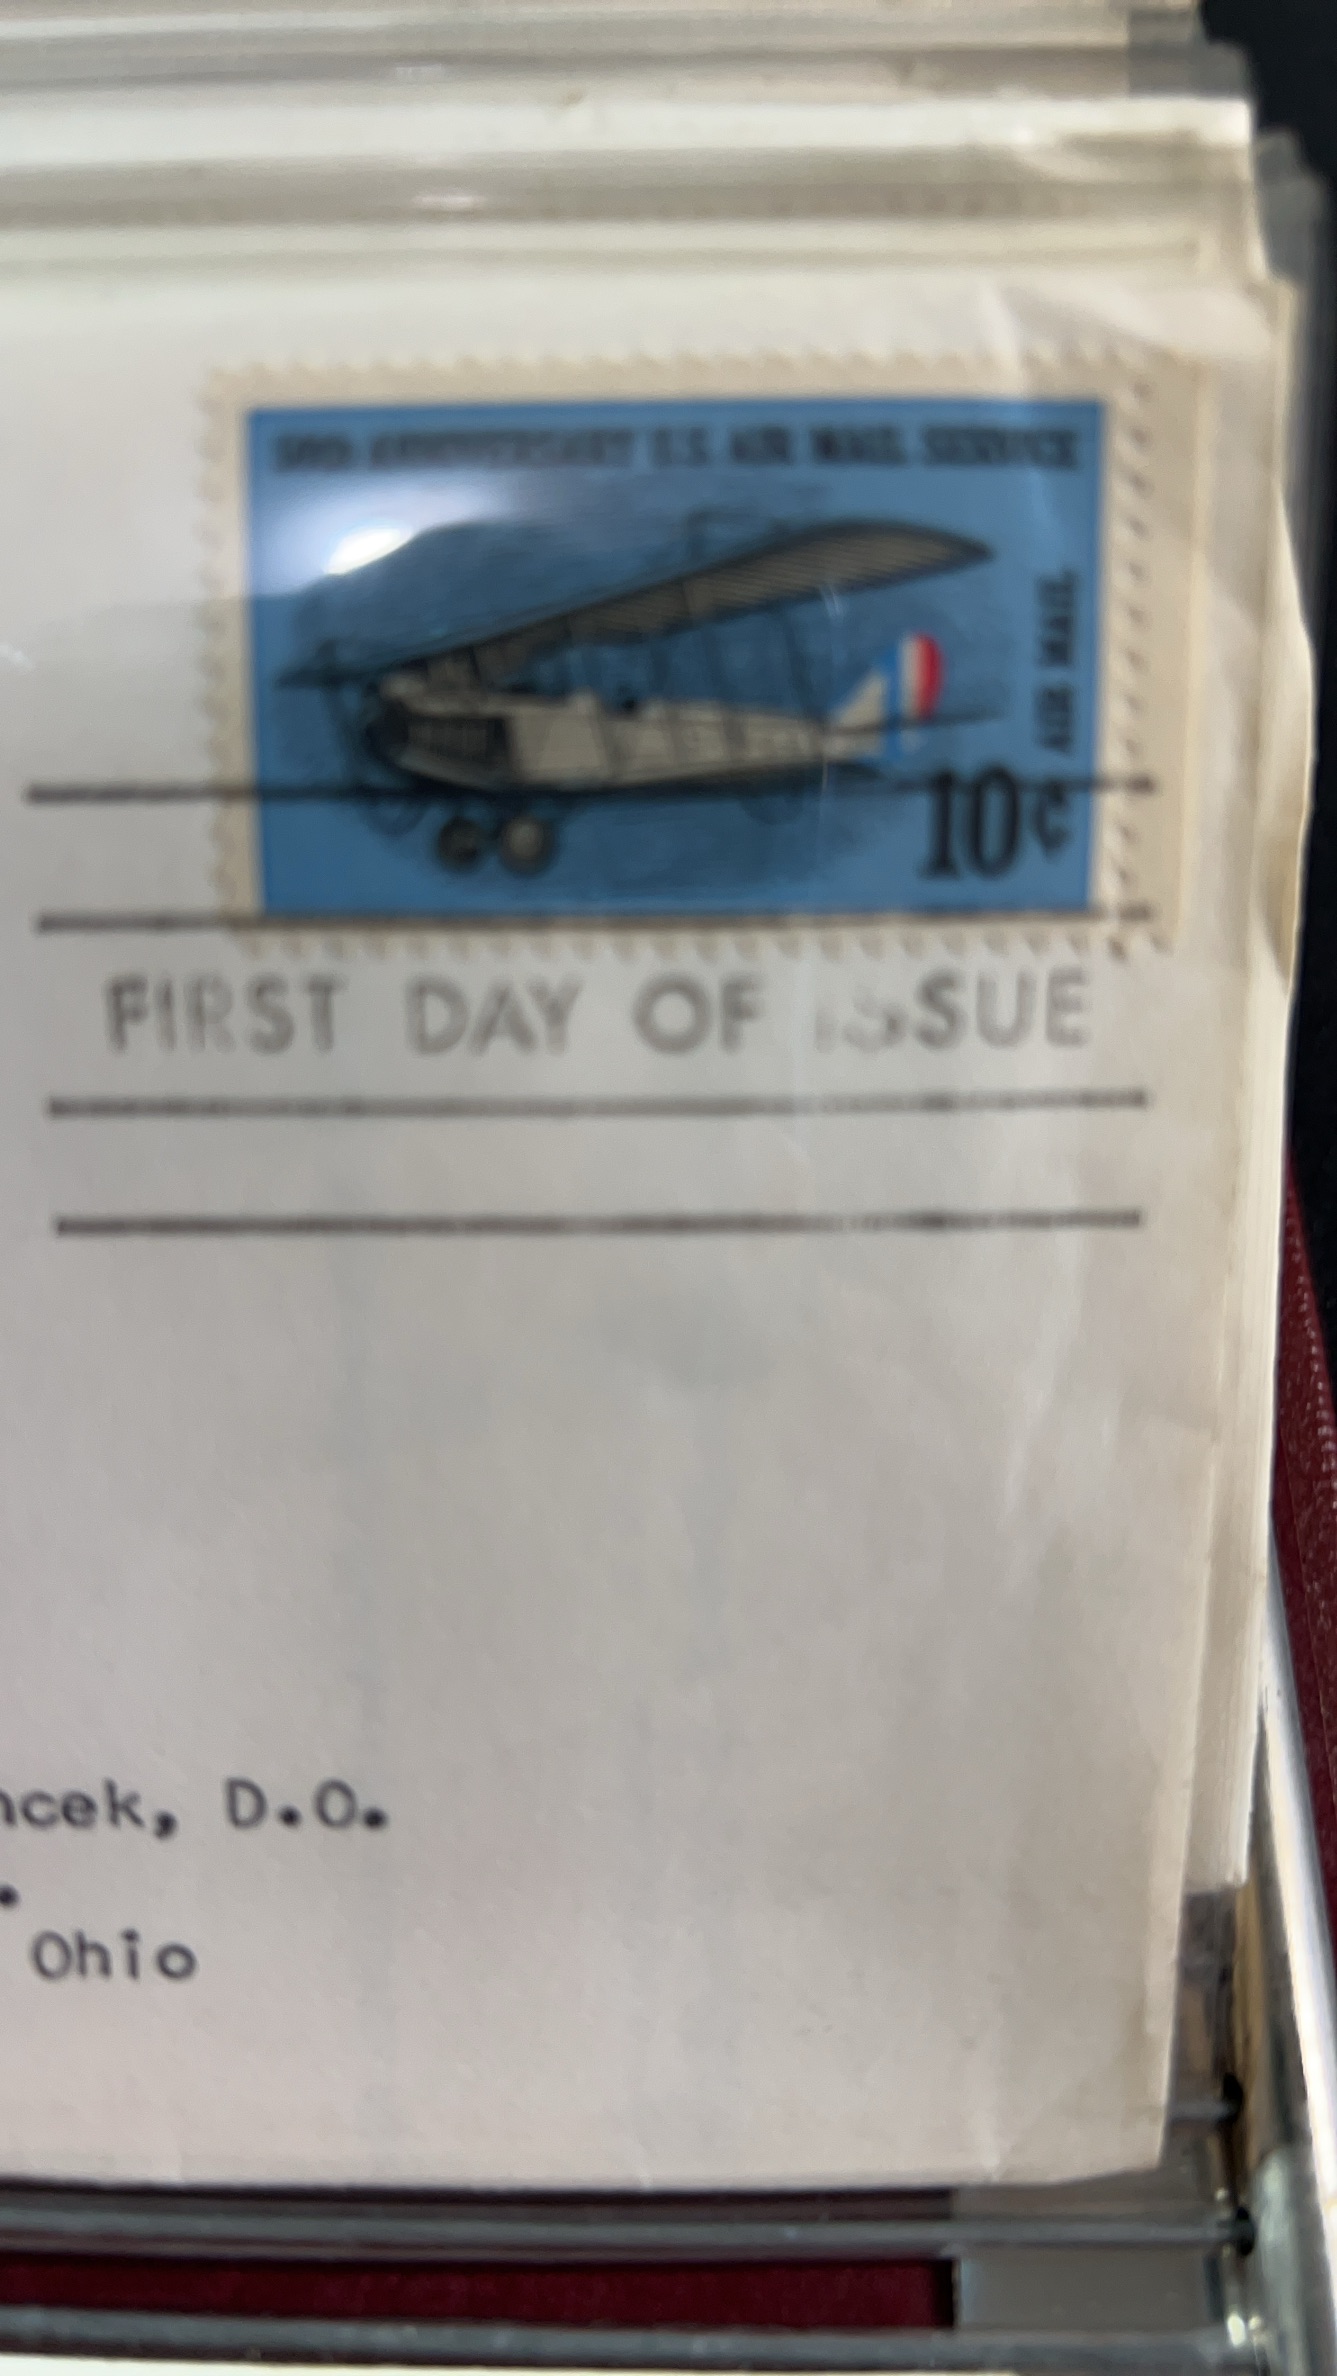 50th ANNIVERSARY U.S. AIR MAIL SERVICE
AIR MAIL
10¢
FIRST DAY OF ISSUE
ncek, D.O.
.
Ohio